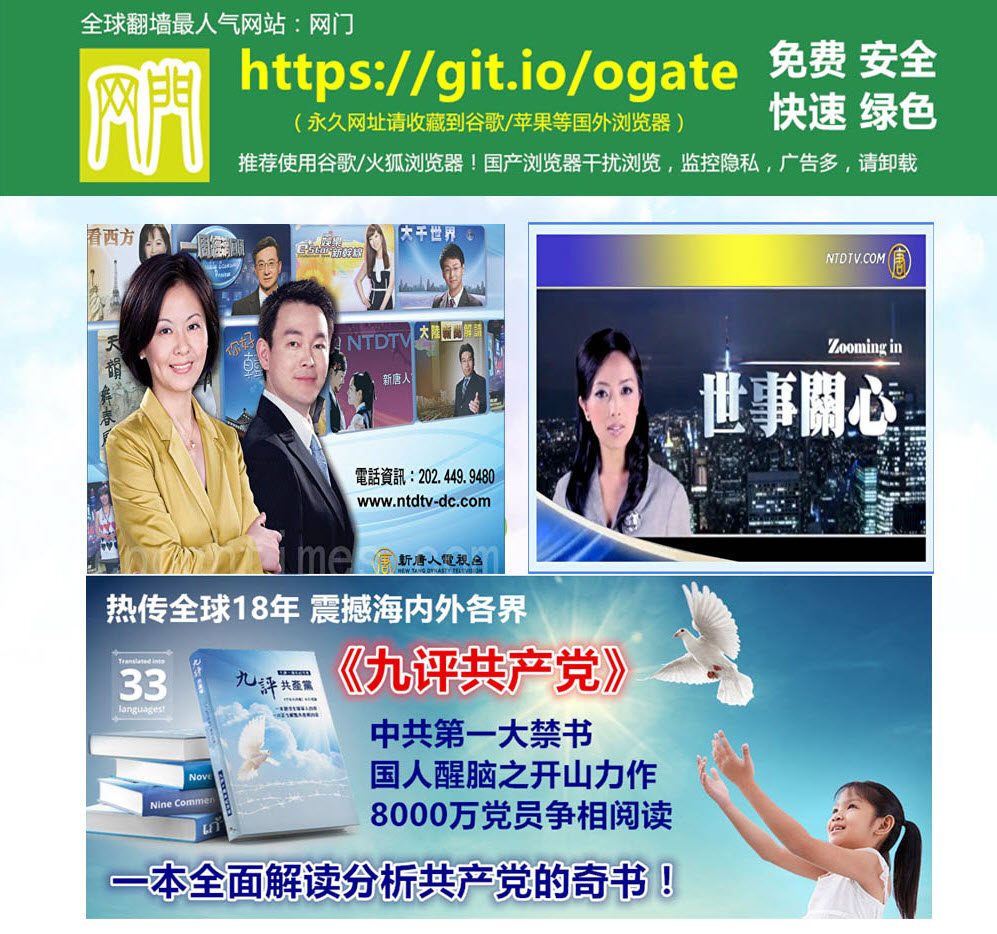 全球翻墙最人气网站：网门
网門
https://git.io/ogate
（永久网址请收藏到谷歌/苹果等国外浏览器）
推荐使用谷歌/火狐浏览器！国产浏览器干扰浏览，监控隐私，广告多，请卸载
免费 安全
快速 绿色
看西方
大千世界
你好
NTDTV
新唐人
電話資訊：202.449.9480
www.ntdtv-dc.com
新唐人電視台
NEW TANG DYNASTY TELEVISION
NTDTV.COM 唐
Zooming in
世事關心
热传全球18年 震撼海内外各界
《九评共产党》
Translated into
33
languages!
九評
共產黨
Nove
Nine Commen
中共第一大禁书
国人醒脑之开山力作
8000万党员争相阅读
一本全面解读分析共产党的奇书！